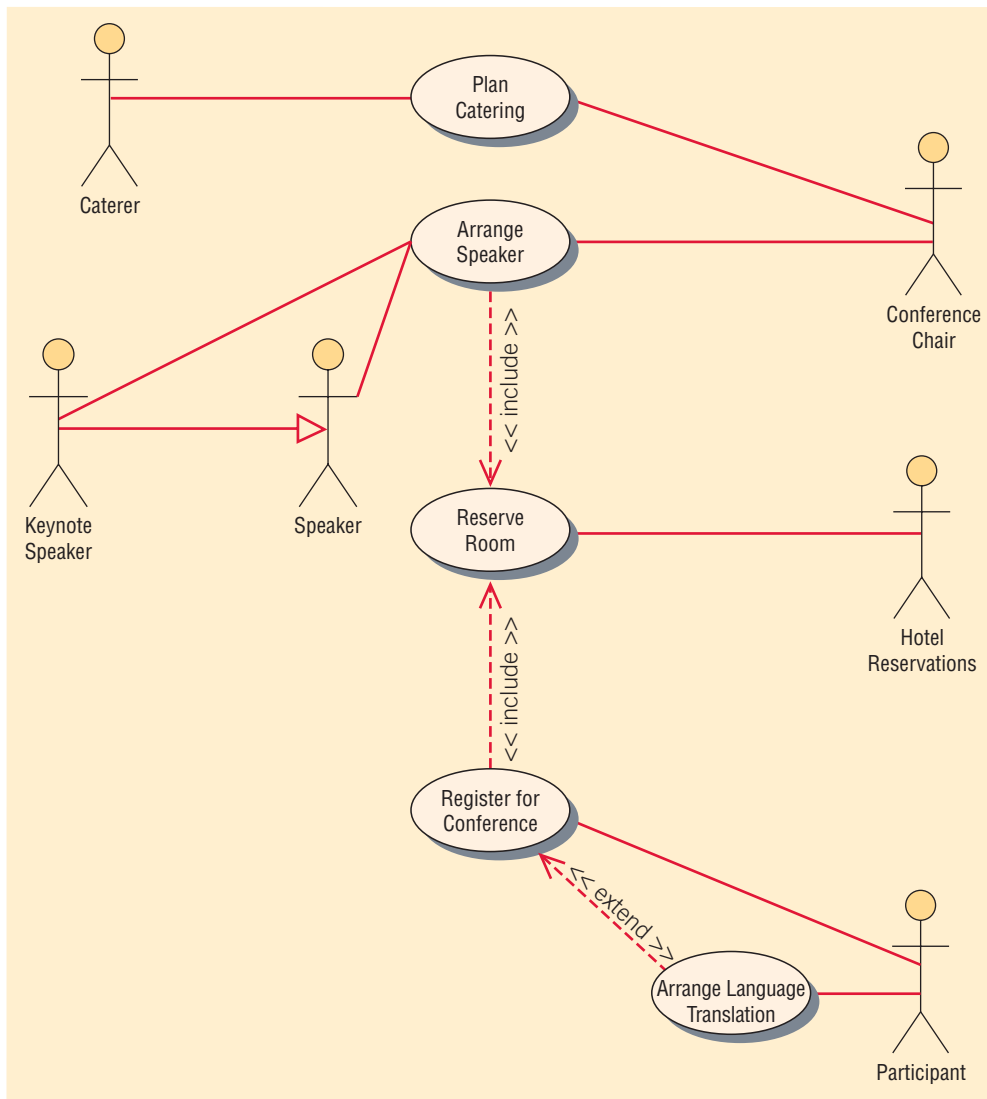 Plan
Catering
Caterer
Arrange
Speaker
Conference
Chair
<< include >>
Keynote
Speaker
Speaker
Reserve
Room
Hotel
Reservations
<< include >>
Register for
Conference
<< extend >>
Arrange Language
Translation
Participant